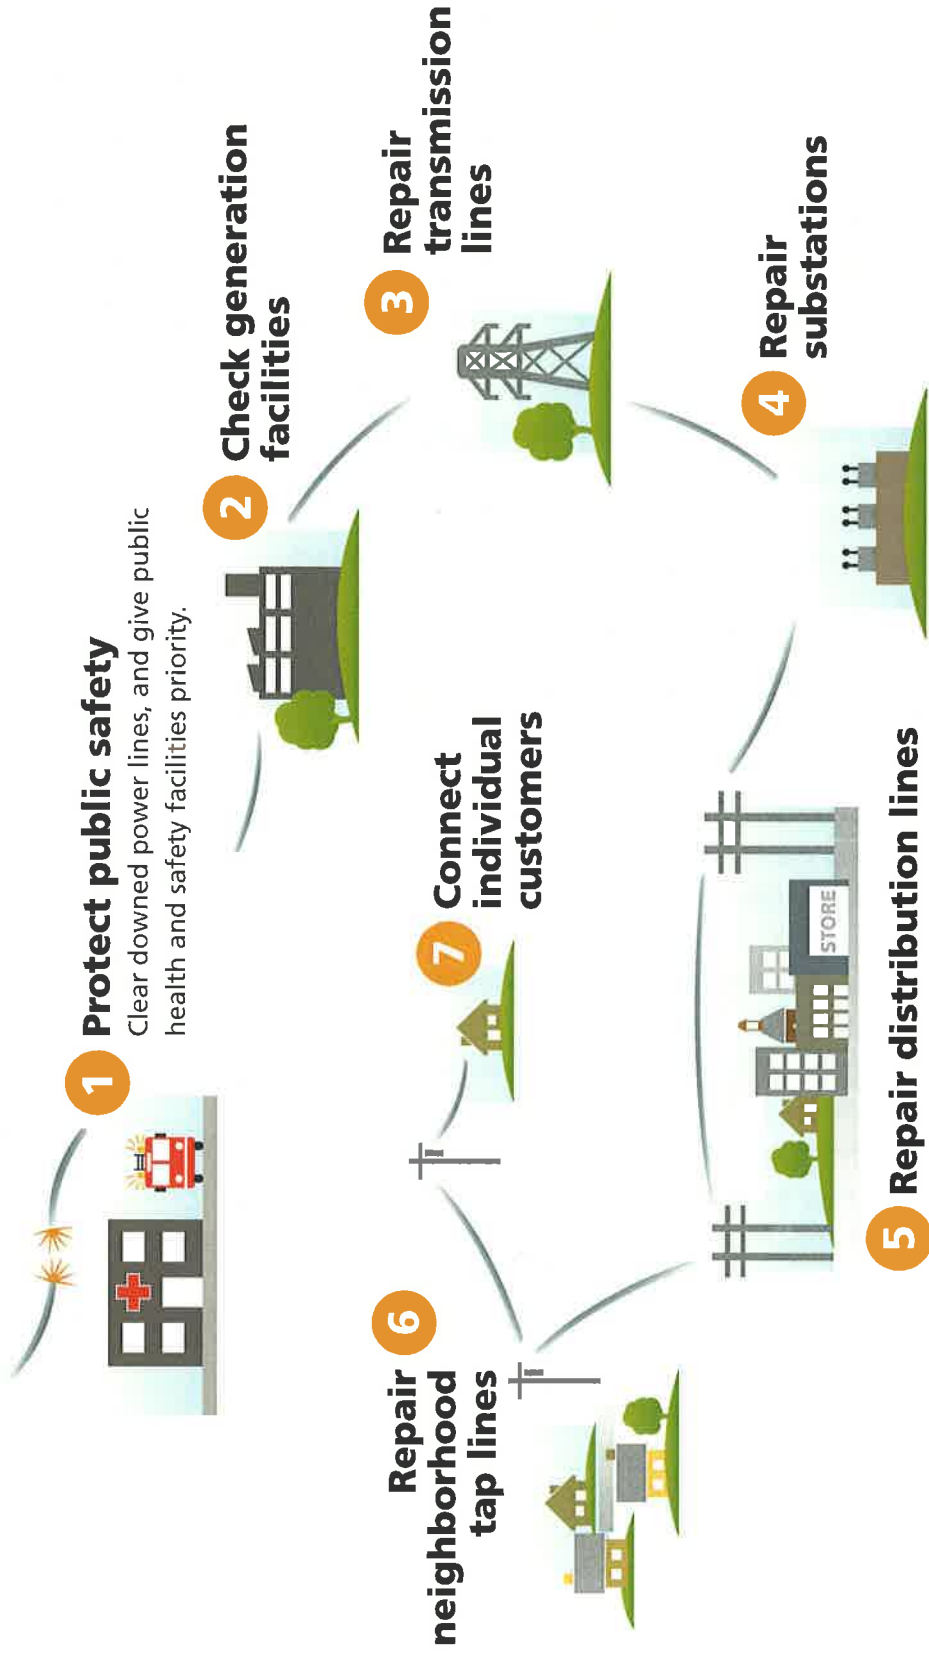 1
Protect public safety
Clear downed power lines, and give public
health and safety facilities priority.
2
Check generation
facilities
3
Repair
transmission
lines
4
Repair
substations
STORE
5
Repair distribution lines
6
Repair
neighborhood
tap lines
7
Connect
individual
customers